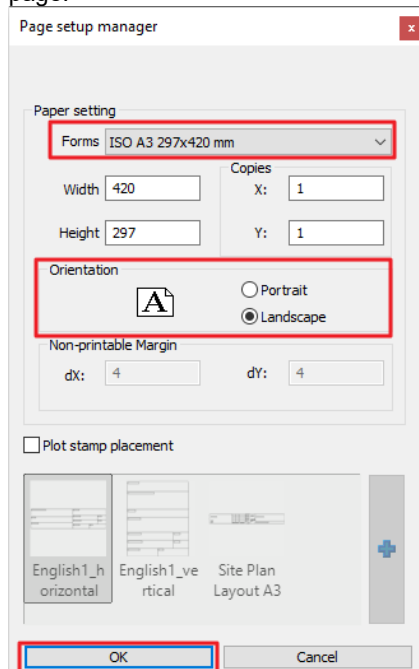 page.
Page setup manager
x
Paper setting
Forms ISO A3 297x420 mm
Copies
Width 420 X: 1
Height 297 Y: 1
Orientation
A
Portrait
Landscape
Non-printable Margin
dX: 4 dY: 4
Plot stamp placement
English1_h English1_ve Site Plan
orizontal rtical Layout A3
OK Cancel